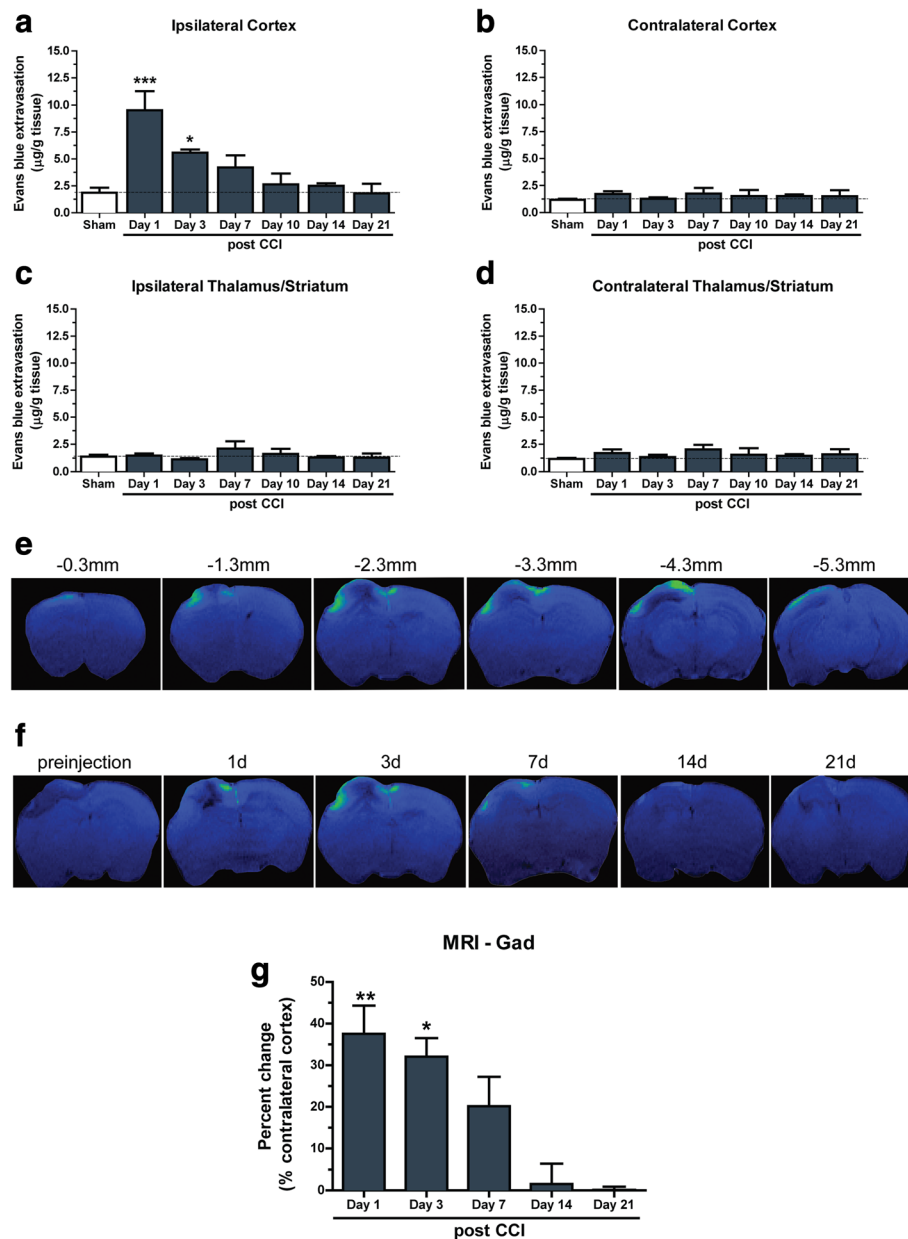 a
Ipsilateral Cortex
Evans blue extravasation
(µg/g tissue)
15.0
12.5
10.0
7.5
5.0
2.5
0.0
***
*
Sham Day 1 Day 3 Day 7 Day 10 Day 14 Day 21
post CCI
b
Contralateral Cortex
Evans blue extravasation
(µg/g tissue)
15.0
12.5
10.0
7.5
5.0
2.5
0.0
Sham Day 1 Day 3 Day 7 Day 10 Day 14 Day 21
post CCI
c
Ipsilateral Thalamus/Striatum
Evans blue extravasation
(µg/g tissue)
15.0
12.5
10.0
7.5
5.0
2.5
0.0
Sham Day 1 Day 3 Day 7 Day 10 Day 14 Day 21
post CCI
d
Contralateral Thalamus/Striatum
Evans blue extravasation
(µg/g tissue)
15.0
12.5
10.0
7.5
5.0
2.5
0.0
Sham Day 1 Day 3 Day 7 Day 10 Day 14 Day 21
post CCI
e
-0.3mm -1.3mm -2.3mm -3.3mm -4.3mm -5.3mm
f
preinjection 1d 3d 7d 14d 21d
MRI - Gad
g
Percent change
(% contralateral cortex)
50
40
30
20
10
0
**
*
Day 1 Day 3 Day 7 Day 14 Day 21
post CCI